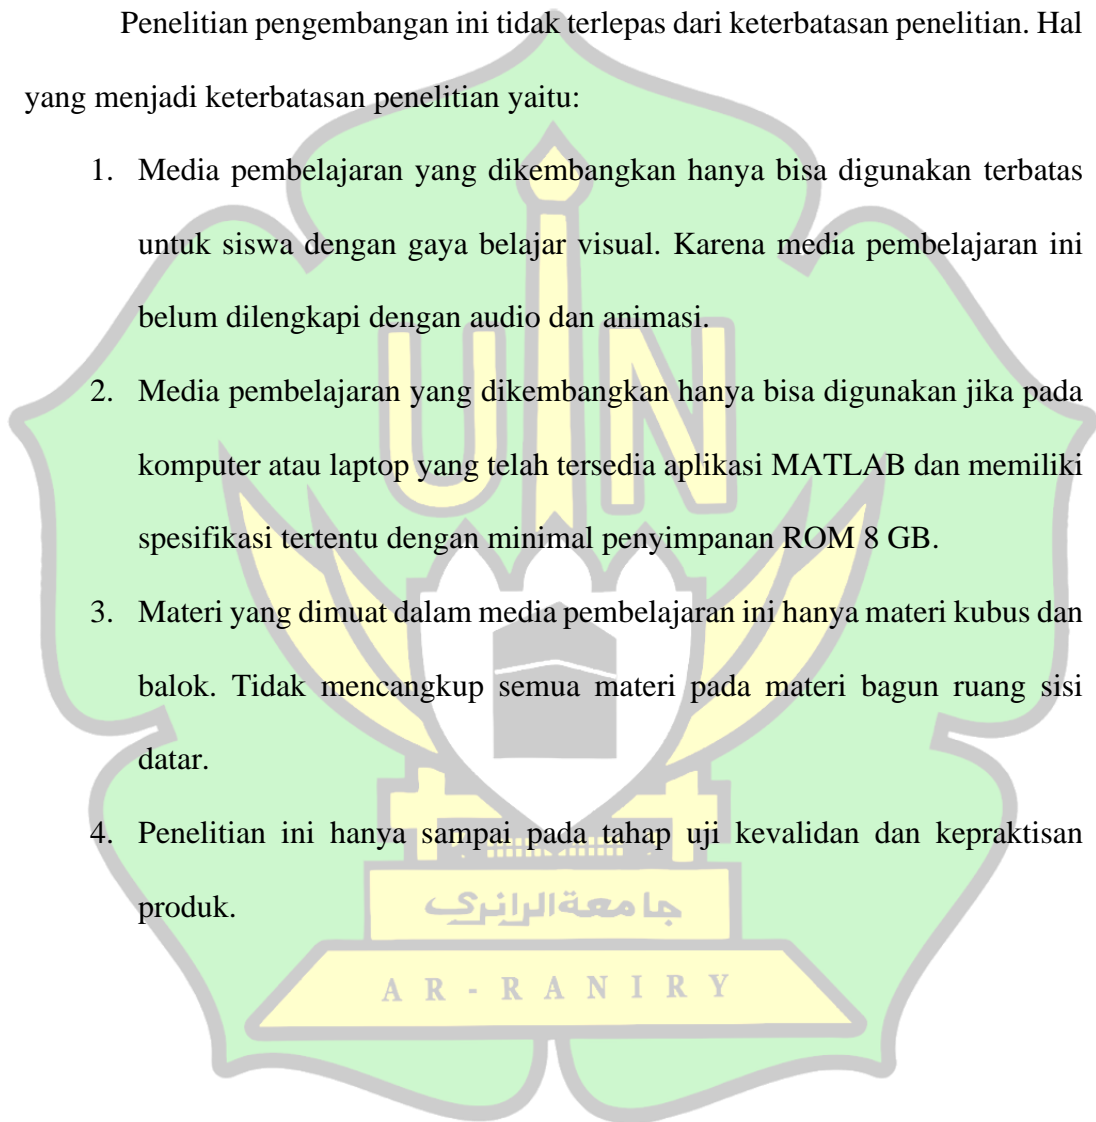 Penelitian pengembangan ini tidak terlepas dari keterbatasan penelitian. Hal
yang menjadi keterbatasan penelitian yaitu:
1. Media pembelajaran yang dikembangkan hanya bisa digunakan terbatas
untuk siswa dengan gaya belajar visual. Karena media pembelajaran ini
belum dilengkapi dengan audio dan animasi.
2. Media pembelajaran yang dikembangkan hanya bisa digunakan jika pada
komputer atau laptop yang telah tersedia aplikasi MATLAB dan memiliki
spesifikasi tertentu dengan minimal penyimpanan ROM 8 GB.
3. Materi yang dimuat dalam media pembelajaran ini hanya materi kubus dan
balok. Tidak mencangkup semua materi pada materi bagun ruang sisi
datar.
4. Penelitian ini hanya sampai pada tahap uji kevalidan dan kepraktisan
produk.
UIN
جامعة الرانري
AR-RANIRY